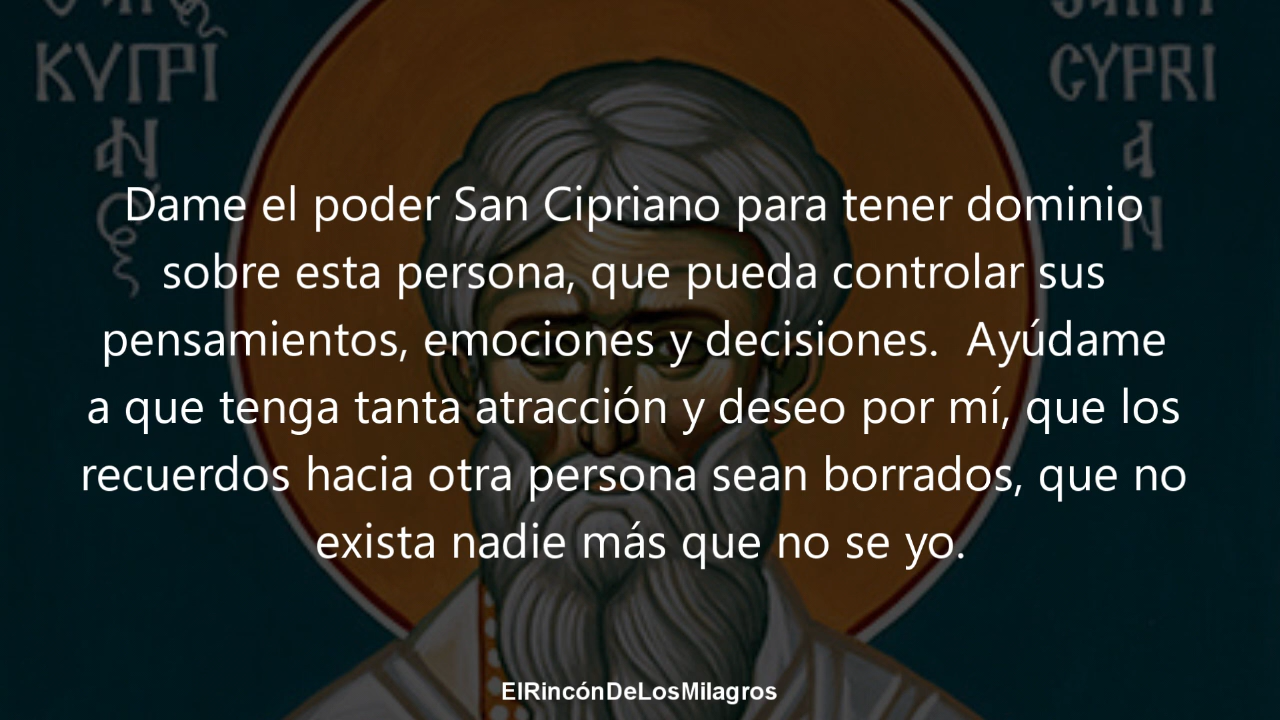 ΚΥΠΡΙ
ΑΝ
CYPRI
A
N
Dame el poder San Cipriano para tener dominio
sobre esta persona, que pueda controlar sus
pensamientos, emociones y decisiones.  Ayúdame
a que tenga tanta atracción y deseo por mí, que los
recuerdos hacia otra persona sean borrados, que no
exista nadie más que no se yo.
ElRincónDeLosMilagros